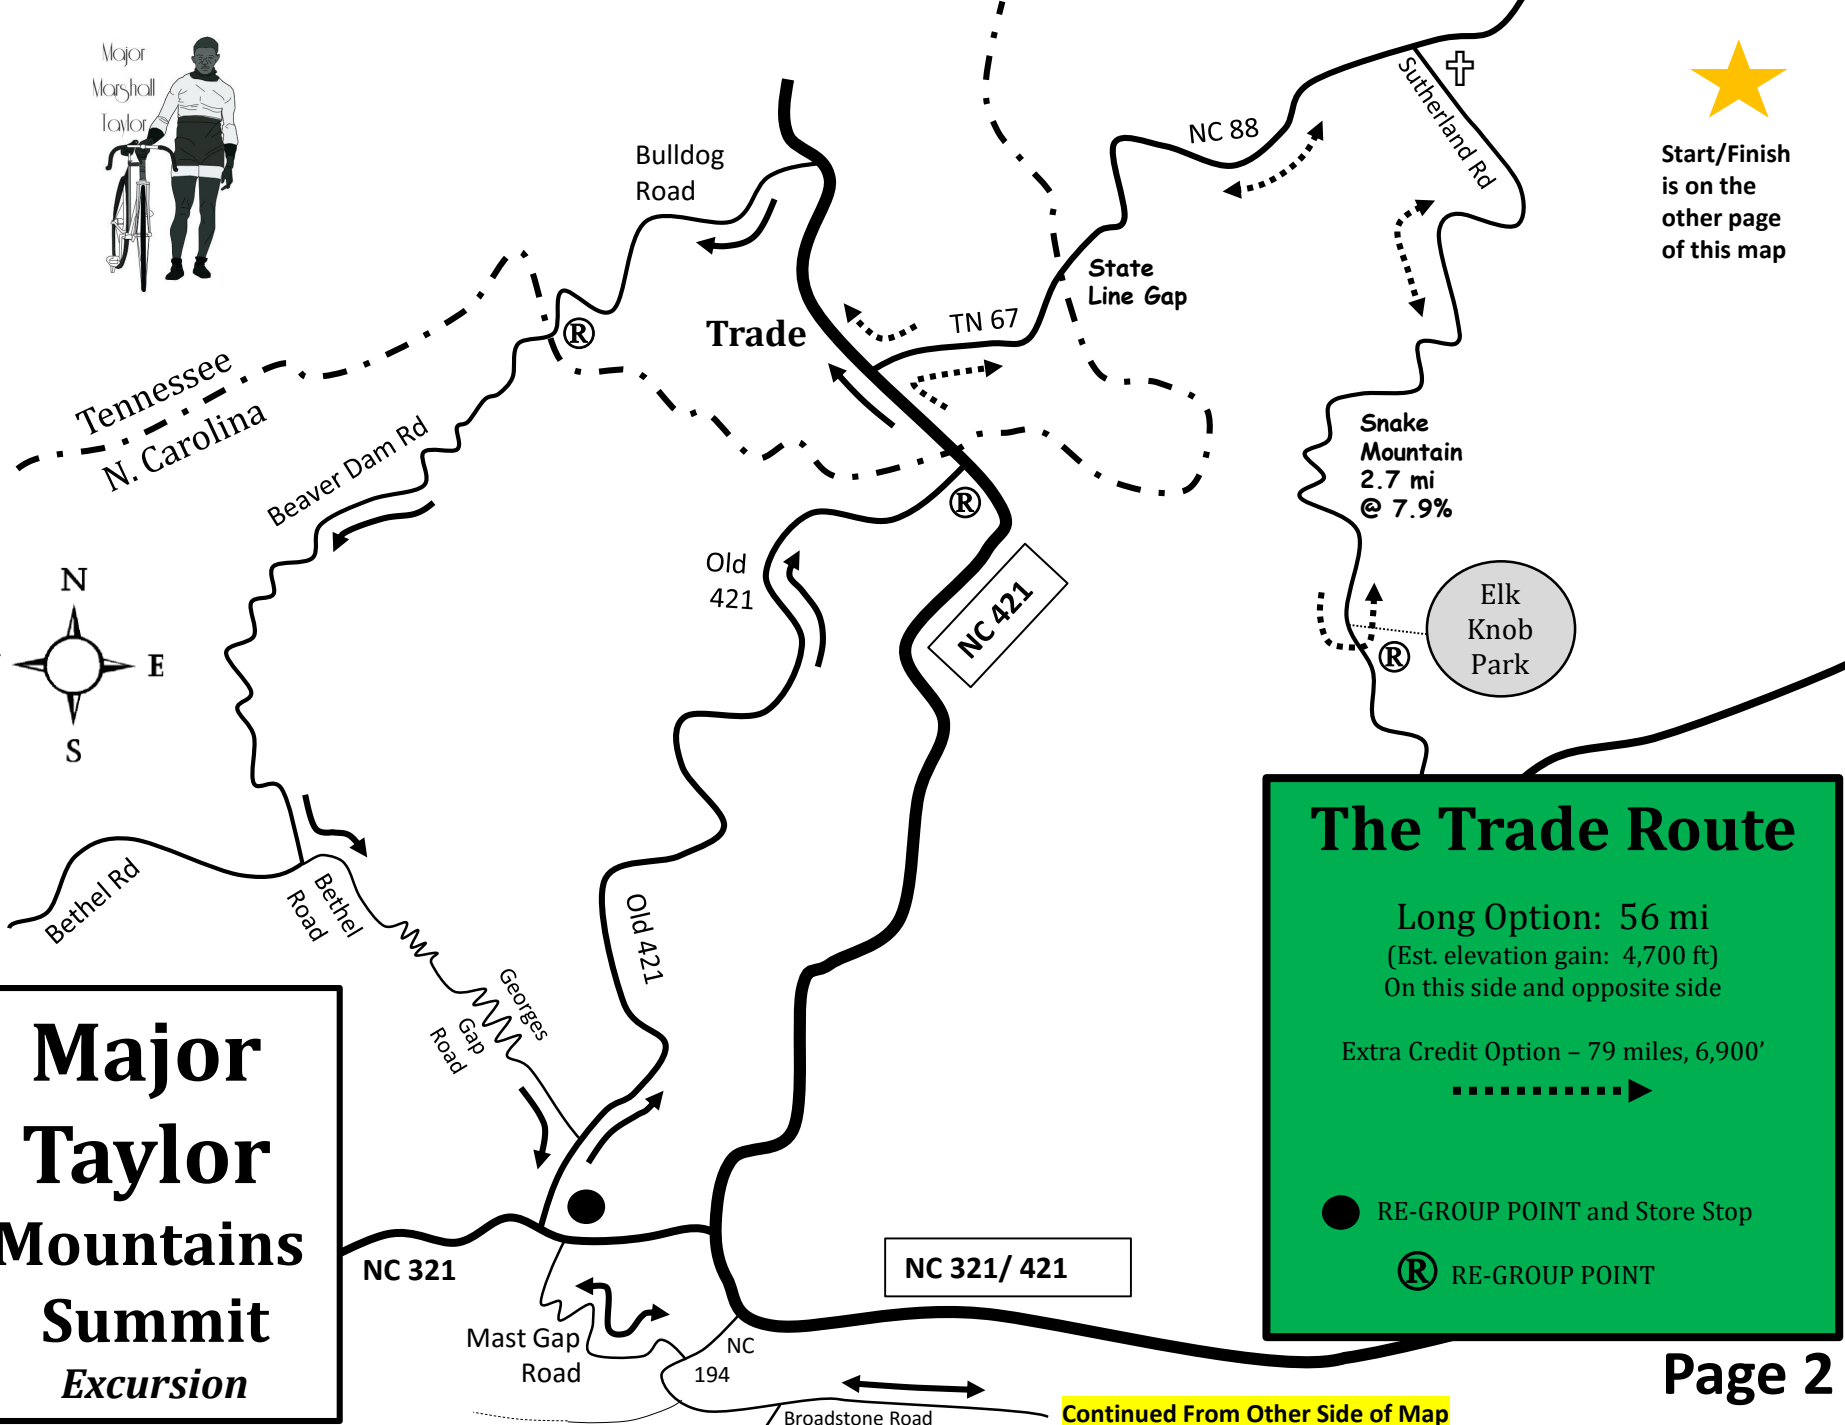 Major
Marshall
Taylor
Bulldog
Road
NC 88
Sutherland Rd
Start/Finish
is on the
other page
of this map
State
Line Gap
TN 67
Trade
®
Tennessee
N. Carolina
Beaver Dam Rd
Snake
Mountain
2.7 mi
@ 7.9%
®
Old
421
NC 421
N
E
S
Elk
Knob
Park
®
Bethel Rd
Bethel
Road
Old 421
Georges
Gap
Road
The Trade Route
Long Option: 56 mi
(Est. elevation gain: 4,700 ft)
On this side and opposite side
Extra Credit Option – 79 miles, 6,900’
RE-GROUP POINT and Store Stop
® RE-GROUP POINT
Major
Taylor
Mountains
Summit
Excursion
NC 321
NC 321/ 421
Mast Gap
Road
NC
194
Broadstone Road
Continued From Other Side of Map
Page 2